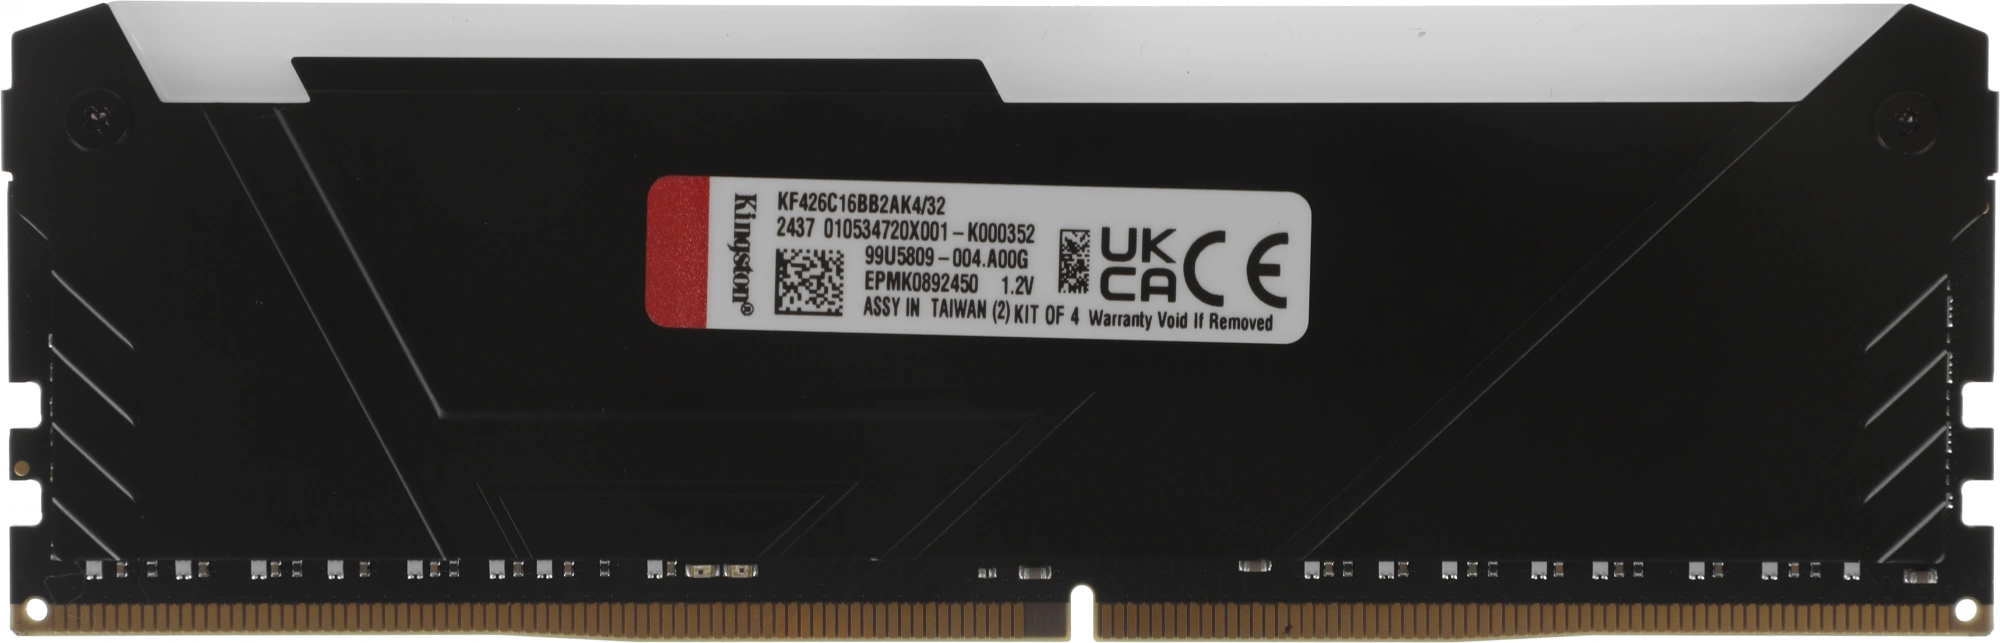 Kingston®
KF426C16BB2AK4/32
2437 010534720X001-K000352
99U5809-004.A00G
EPMK0892450 1.2V
ASSY IN TAIWAN (2) KIT OF 4 Warranty Void If Removed
UK
CA CE